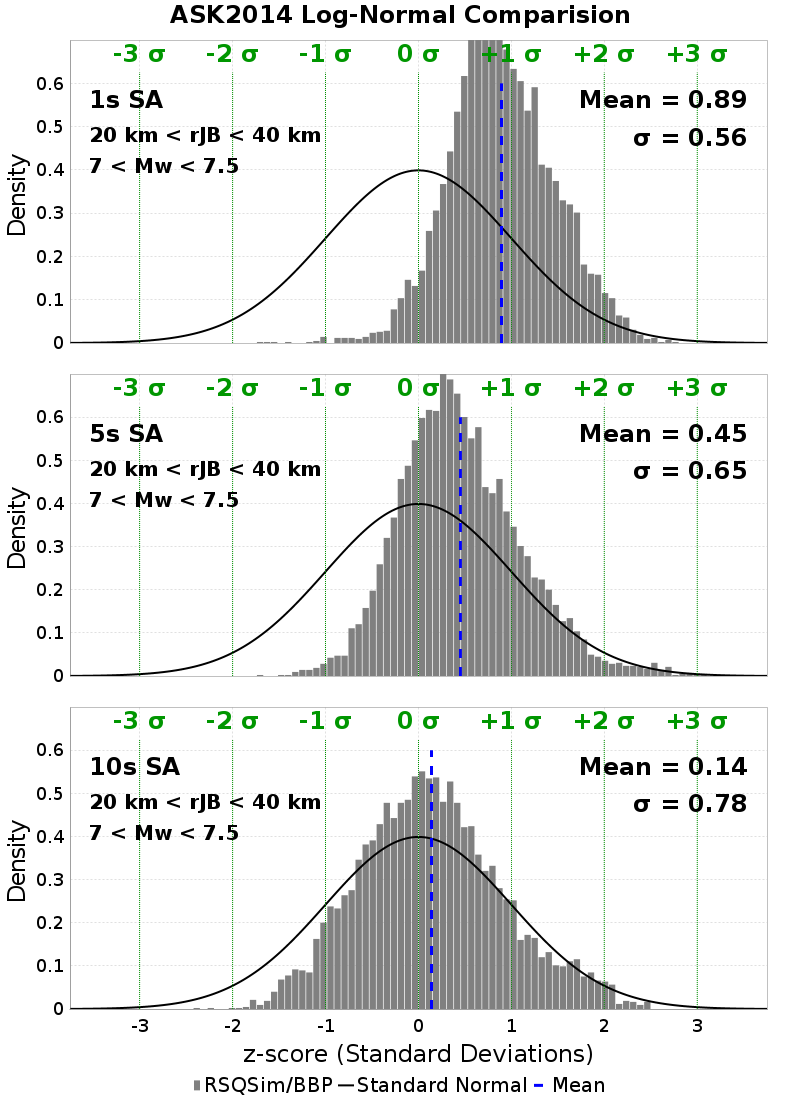 ASK2014 Log-Normal Comparision
-3 σ -2 σ -1 σ 0 σ +1 σ +2 σ +3 σ
1s SA
Mean = 0.89
20 km < rJB < 40 km
σ = 0.56
7 < Mw < 7.5
0.6
0.5
0.4
0.3
0.2
0.1
0
Density
-3 σ -2 σ -1 σ 0 σ +1 σ +2 σ +3 σ
5s SA
Mean = 0.45
20 km < rJB < 40 km
σ = 0.65
7 < Mw < 7.5
0.6
0.5
0.4
0.3
0.2
0.1
0
Density
-3 σ -2 σ -1 σ 0 σ +1 σ +2 σ +3 σ
10s SA
Mean = 0.14
20 km < rJB < 40 km
σ = 0.78
7 < Mw < 7.5
0.6
0.5
0.4
0.3
0.2
0.1
0
Density
-3 -2 -1 0 1 2 3
z-score (Standard Deviations)
RSQSim/BBP Standard Normal Mean